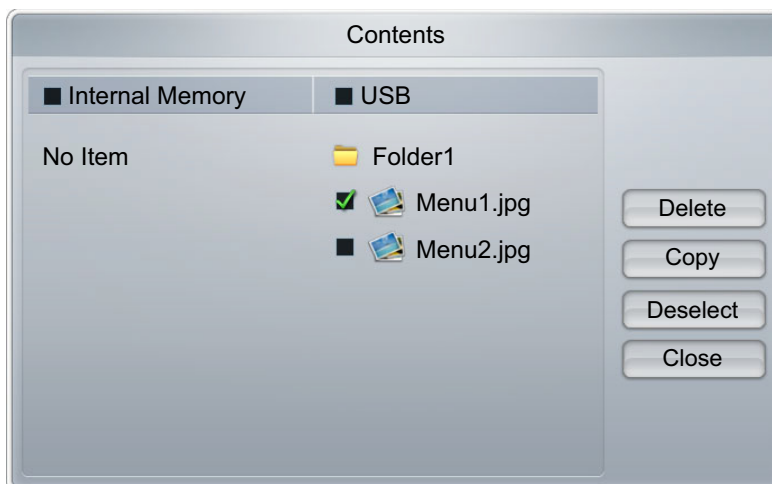 Contents
Internal Memory
USB
No Item
Folder1
Menu1.jpg
Menu2.jpg
Delete
Copy
Deselect
Close